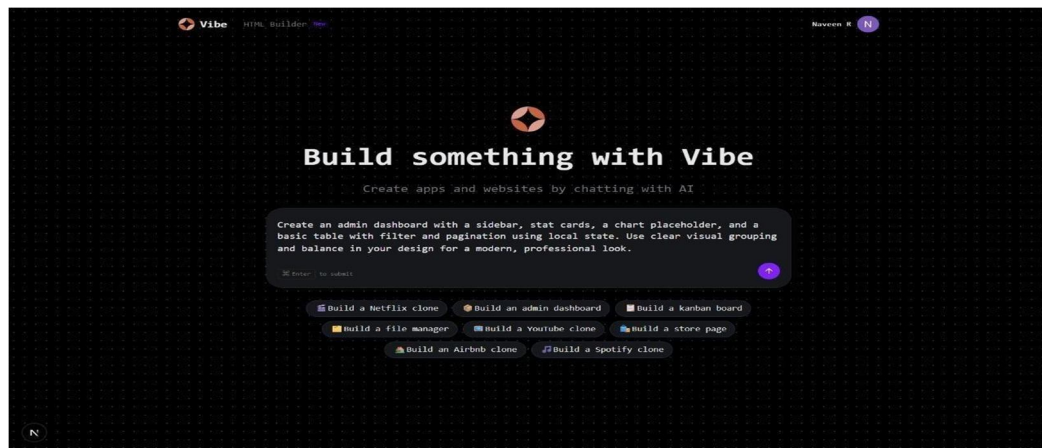 Vibe HTML Builder New
Naveen R N
Build something with Vibe
Create apps and websites by chatting with AI
Create an admin dashboard with a sidebar, stat cards, a chart placeholder, and a
basic table with filter and pagination using local state. Use clear visual grouping
and balance in your design for a modern, professional look.
⌘ Enter to submit
Build a Netflix clone
Build an admin dashboard
Build a kanban board
Build a file manager
Build a YouTube clone
Build a store page
Build an Airbnb clone
Build a Spotify clone
N